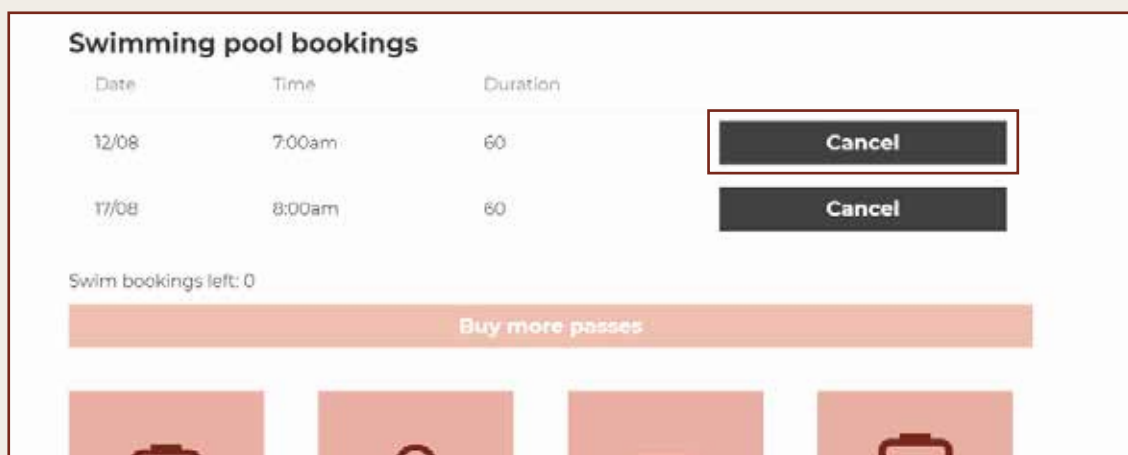 Swimming pool bookings
Date Time Duration
12/08 7:00am 60 Cancel
17/08 8:00am 60 Cancel
Swim bookings left: 0
Buy more passes